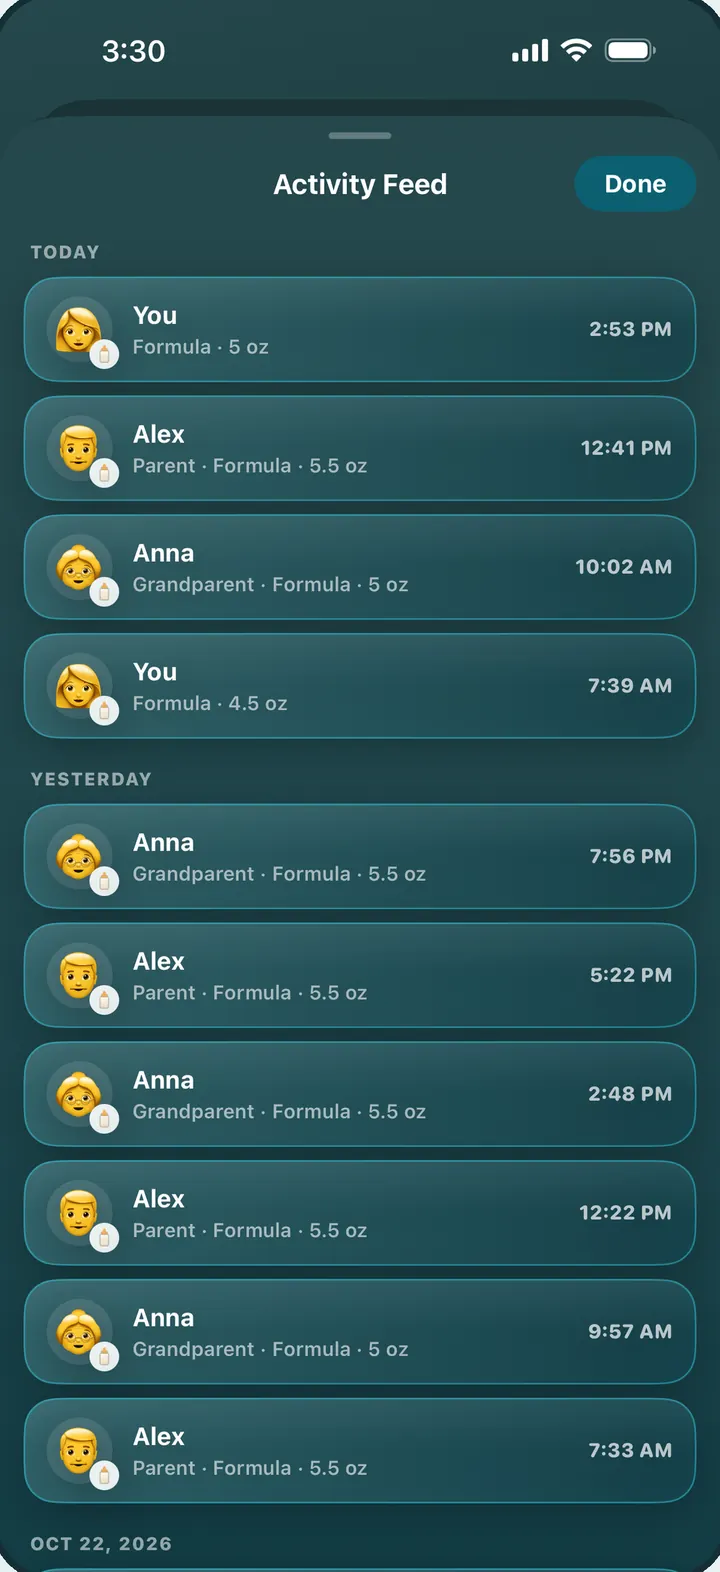 3:30
Activity Feed
Done
TODAY
You
Formula · 5 oz
2:53 PM
Alex
Parent · Formula · 5.5 oz
12:41 PM
Anna
Grandparent · Formula · 5 oz
10:02 AM
You
Formula · 4.5 oz
7:39 AM
YESTERDAY
Anna
Grandparent · Formula · 5.5 oz
7:56 PM
Alex
Parent · Formula · 5.5 oz
5:22 PM
Anna
Grandparent · Formula · 5.5 oz
2:48 PM
Alex
Parent · Formula · 5.5 oz
12:22 PM
Anna
Grandparent · Formula · 5 oz
9:57 AM
Alex
Parent · Formula · 5.5 oz
7:33 AM
OCT 22, 2026